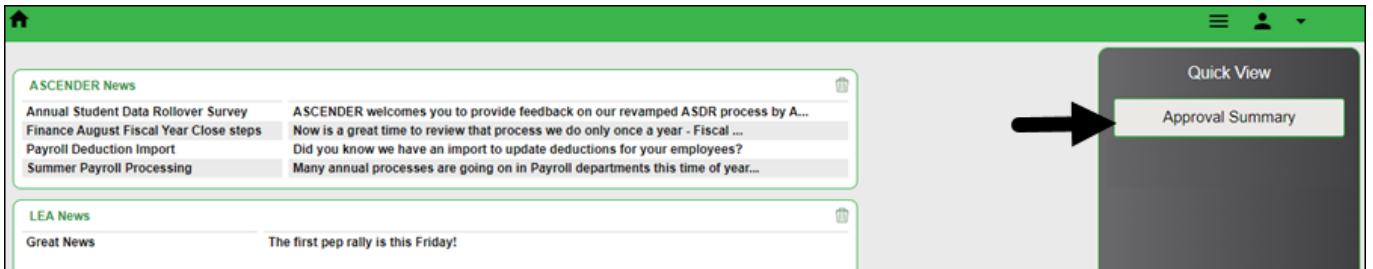 ASCENDER News
Annual Student Data Rollover Survey ASCENDER welcomes you to provide feedback on our revamped ASDR process by A...
Finance August Fiscal Year Close steps Now is a great time to review that process we do only once a year - Fiscal ...
Payroll Deduction Import Did you know we have an import to update deductions for your employees?
Summer Payroll Processing Many annual processes are going on in Payroll departments this time of year...
LEA News
Great News The first pep rally is this Friday!
Quick View
Approval Summary